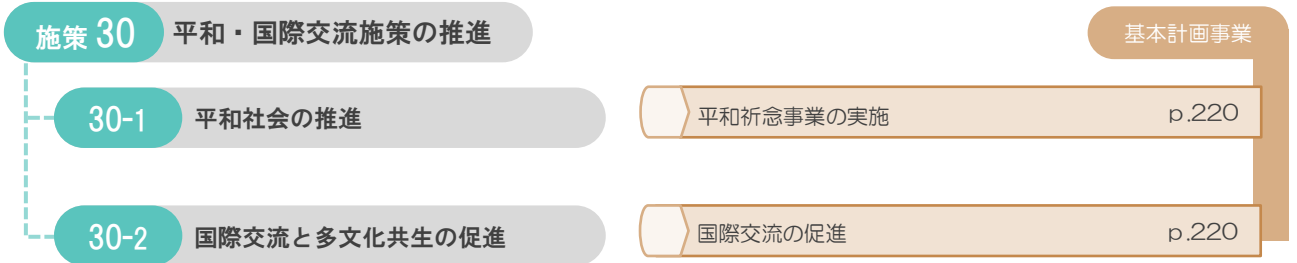 施策 30 平和・国際交流施策の推進
基本計画事業
30-1 平和社会の推進
平和祈念事業の実施 p.220
30-2 国際交流と多文化共生の促進
国際交流の促進 p.220